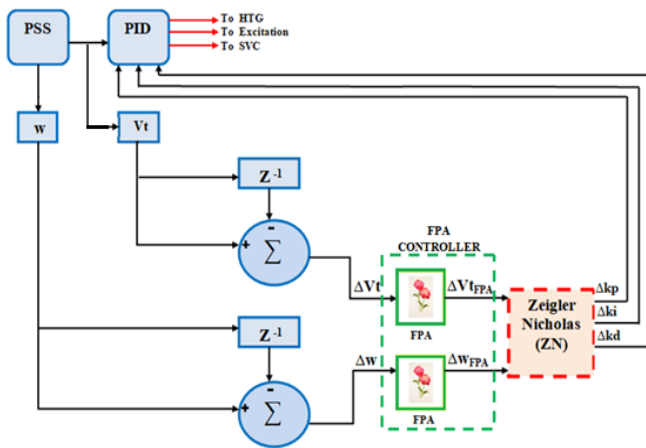 PSS
PID
To HTG
To Excitation
To SVC
w
Vt
Z -1
-
+
Σ
FPA
CONTROLLER
ΔVt
ΔVtFPA
FPA
Zeigler
Nicholas
(ZN)
Δkp
Δki
Δkd
Z -1
-
+
Σ
Δw
ΔwFPA
FPA